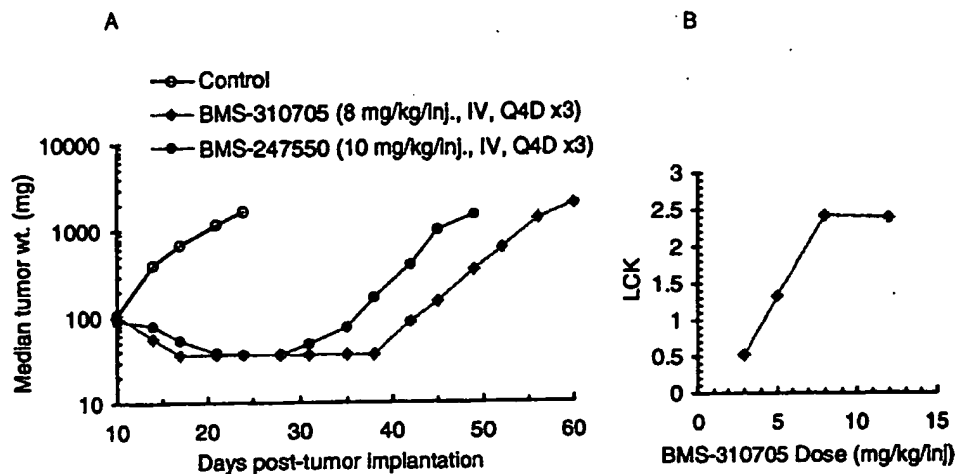 A
B
Control
BMS-310705 (8 mg/kg/Inj., IV, Q4D x3)
BMS-247550 (10 mg/kg/Inj., IV, Q4D x3)
Median tumor wt. (mg)
10000
1000
100
10
10 20 30 40 50 60
Days post-tumor implantation
LCK
3
2.5
2
1.5
1
0.5
0
0 5 10 15
BMS-310705 Dose (mg/kg/inj)